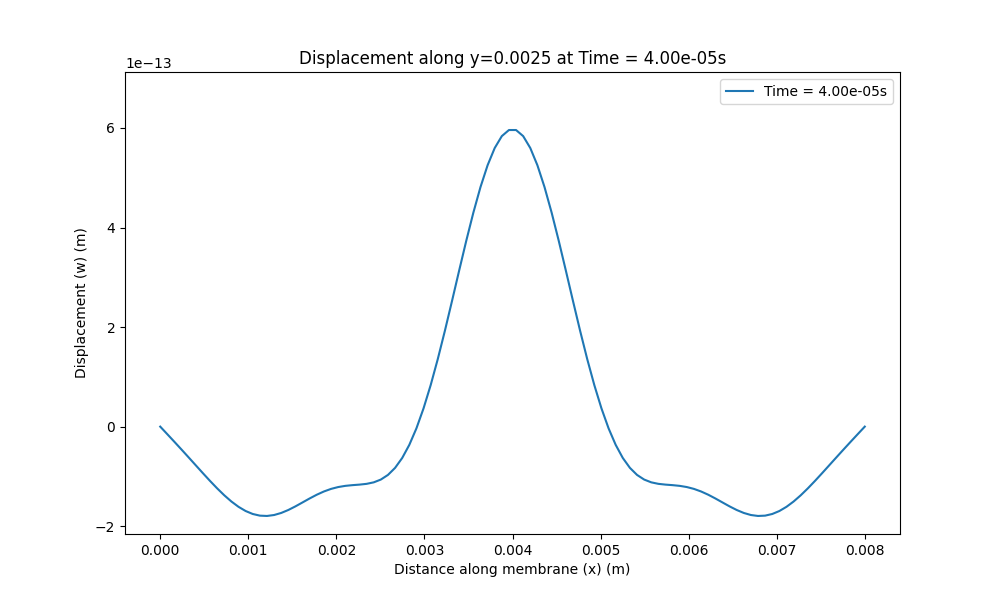 Displacement along y=0.0025 at Time = 4.00e-05s
1e−13
Time = 4.00e-05s
6
4
2
0
−2
Displacement (w) (m)
0.000 0.001 0.002 0.003 0.004 0.005 0.006 0.007 0.008
Distance along membrane (x) (m)